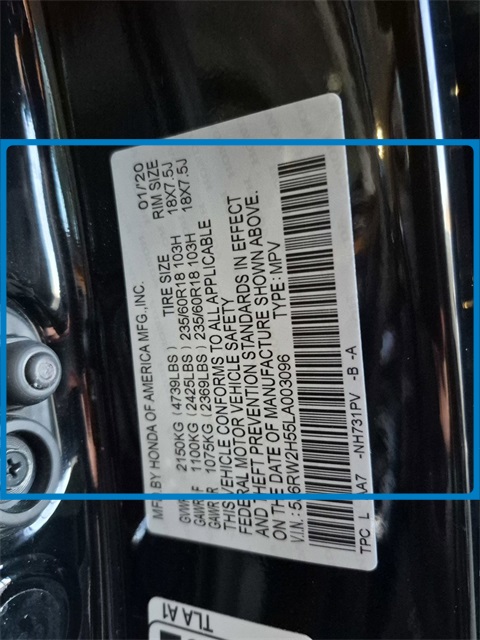 MFD. BY HONDA OF AMERICA MFG., INC. 01/'20
GVWR 2150KG (4739LBS) TIRE SIZE RIM SIZE
GAWR F 1100KG (2425LBS) 235/60R18 103H 18X7.5J
GAWR R 1075KG (2369LBS) 235/60R18 103H 18X7.5J
THIS VEHICLE CONFORMS TO ALL APPLICABLE
FEDERAL MOTOR VEHICLE SAFETY
AND THEFT PREVENTION STANDARDS IN EFFECT
ON THE DATE OF MANUFACTURE SHOWN ABOVE.
V.I.N.: 5J6RW2H55LA003096 TYPE: MPV
TPC L AA7 -NH731PV -B -A
TLA A1